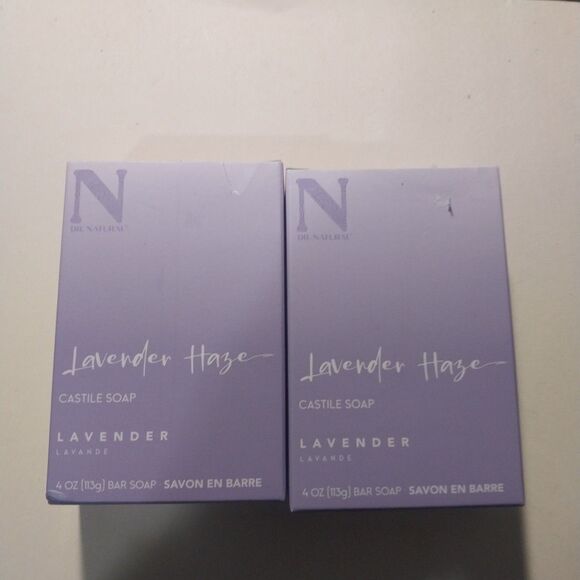 N
DR. NATURAL
Lavender Haze
CASTILE SOAP
LAVENDER
LAVANDE
4 OZ (113g) BAR SOAP SAVON EN BARRE
N
DR. NATURAL
Lavender Haze
CASTILE SOAP
LAVENDER
LAVANDE
4 OZ (113g) BAR SOAP SAVON EN BARRE